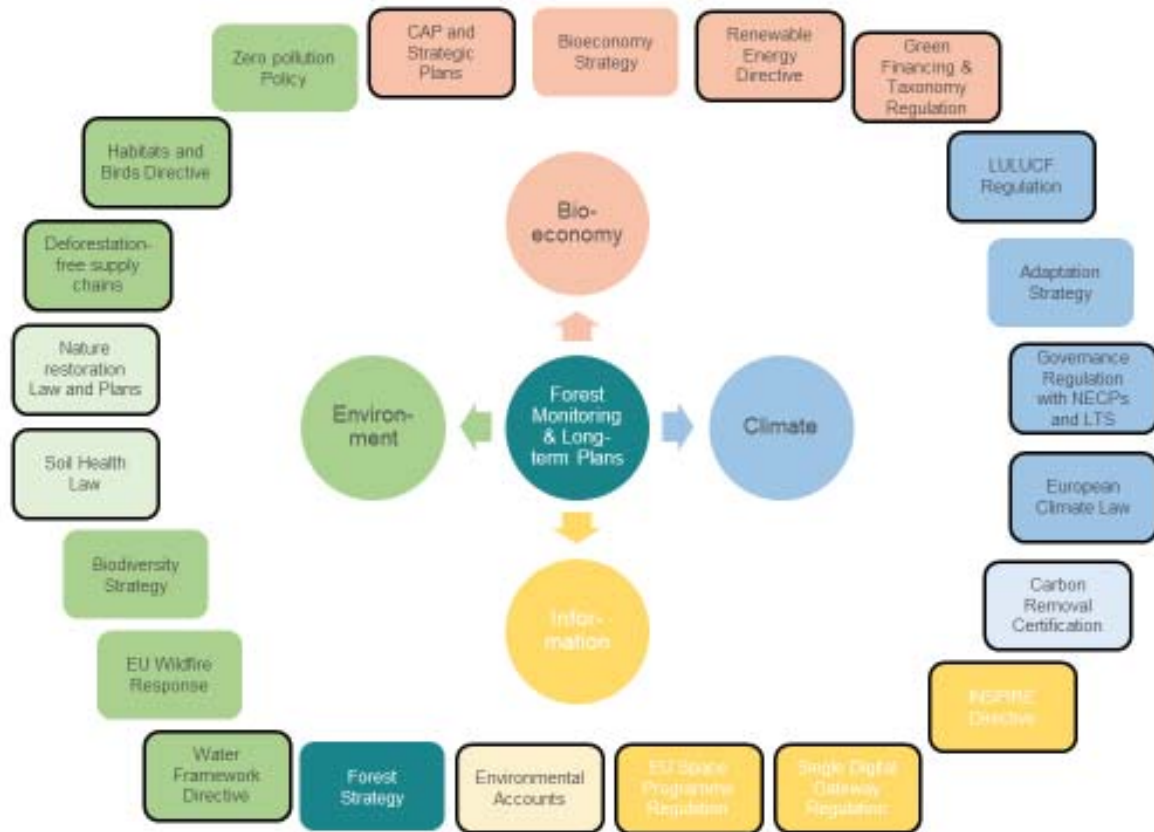 Zero pollution
Policy
CAP and
Strategic
Plans
Bioeconomy
Strategy
Renewable
Energy
Directive
Green
Financing &
Taxonomy
Regulation
Habitats and
Birds Directive
LULUCF
Regulation
Bio-
economy
Deforestation-
free supply
chains
Adaptation
Strategy
Nature
restoration
Law and Plans
Environ-
ment
Forest
Monitoring
& Long-
term Plans
Climate
Governance
Regulation
with NECPs
and LTS
Soil Health
Law
European
Climate Law
Biodiversity
Strategy
Infor-
mation
Carbon
Removal
Certification
EU Wildfire
Response
INSPIRE
Directive
Water
Framework
Directive
Forest
Strategy
Environmental
Accounts
EU Space
Programme
Regulation
Single Digital
Gateway
Regulation